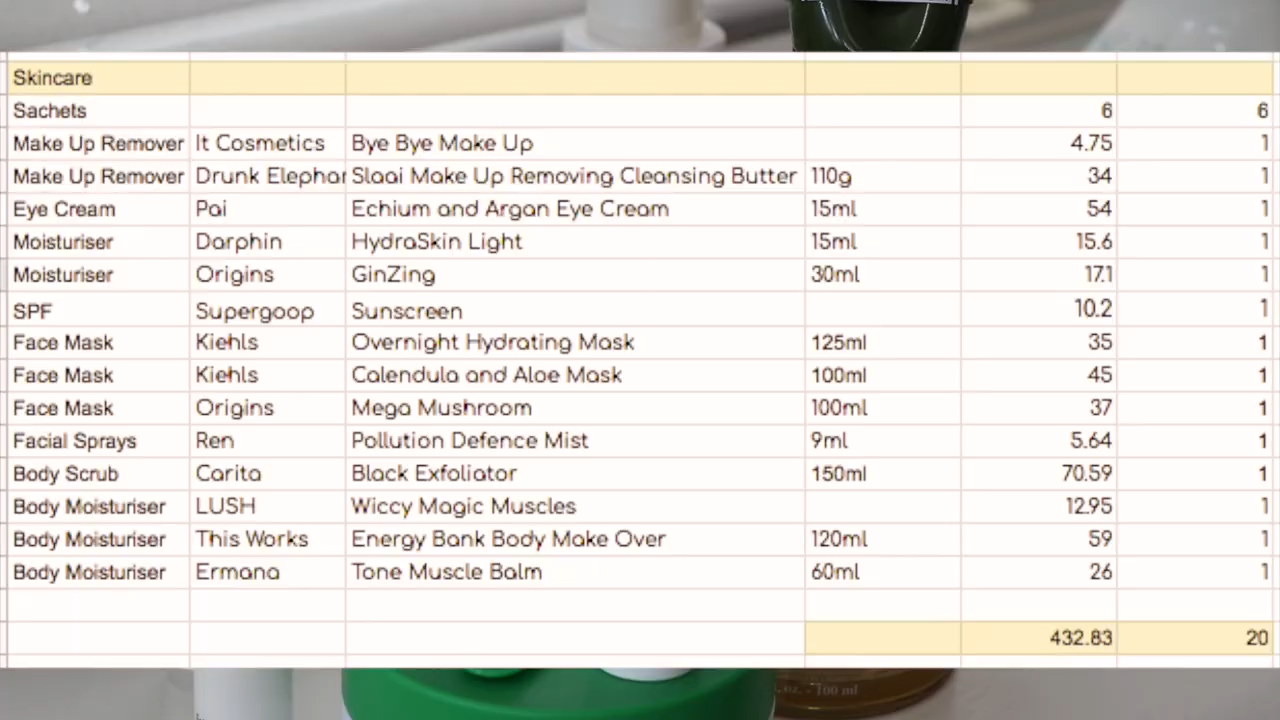 Skincare
Sachets 6 6
Make Up Remover It Cosmetics Bye Bye Make Up 4.75 1
Make Up Remover Drunk Elephan Slaai Make Up Removing Cleansing Butter 110g 34 1
Eye Cream Pai Echium and Argan Eye Cream 15ml 54 1
Moisturiser Darphin HydraSkin Light 15ml 15.6 1
Moisturiser Origins GinZing 30ml 17.1 1
SPF Supergoop Sunscreen 10.2 1
Face Mask Kiehls Overnight Hydrating Mask 125ml 35 1
Face Mask Kiehls Calendula and Aloe Mask 100ml 45 1
Face Mask Origins Mega Mushroom 100ml 37 1
Facial Sprays Ren Pollution Defence Mist 9ml 5.64 1
Body Scrub Carita Black Exfoliator 150ml 70.59 1
Body Moisturiser LUSH Wiccy Magic Muscles 12.95 1
Body Moisturiser This Works Energy Bank Body Make Over 120ml 59 1
Body Moisturiser Ermana Tone Muscle Balm 60ml 26 1
432.83 20
oz. - 100 ml